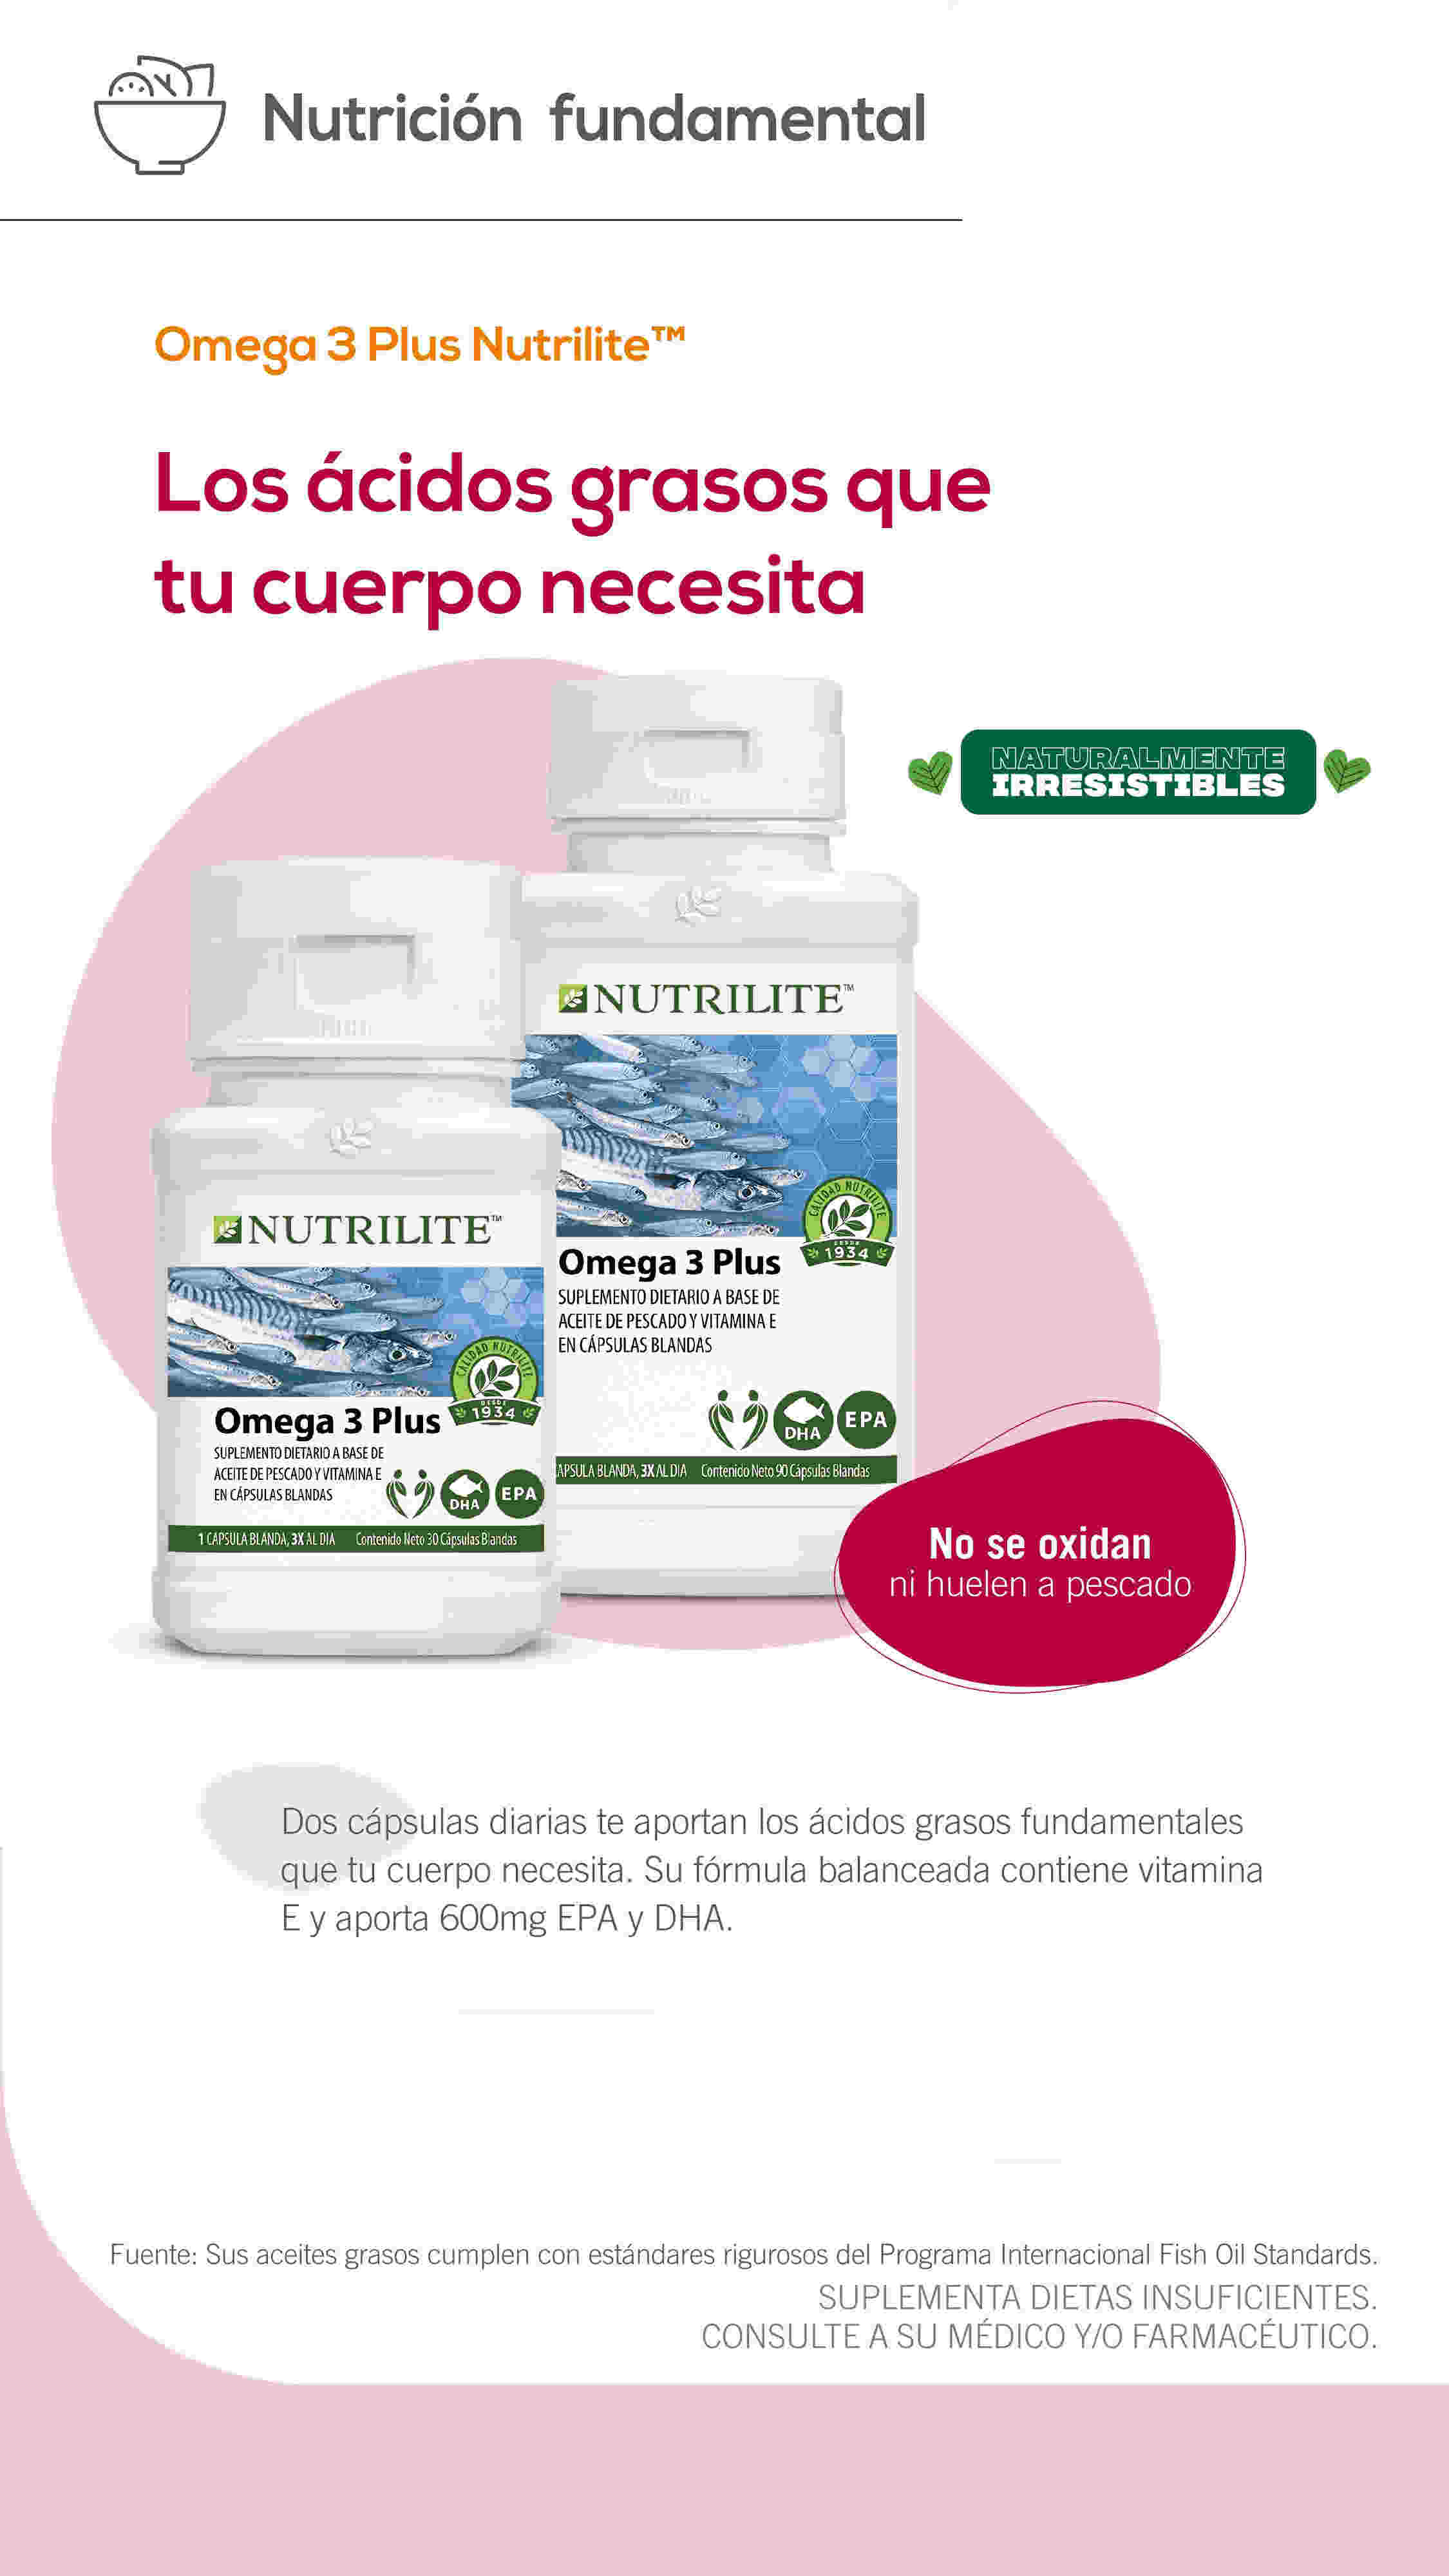 Nutrición fundamental
Omega 3 Plus Nutrilite™
Los ácidos grasos que
tu cuerpo necesita
NATURALMENTE
IRRESISTIBLES
NUTRILITE™
CALIDAD NUTRILITE
DESDE
1934
Omega 3 Plus
SUPLEMENTO DIETARIO A BASE DE
ACEITE DE PESCADO Y VITAMINA E
EN CÁPSULAS BLANDAS
DHA
EPA
APSULA BLANDA, 3X AL DIA Contenido Neto 90 Cápsulas Blandas
NUTRILITE™
CALIDAD NUTRILITE
DESDE
1934
Omega 3 Plus
SUPLEMENTO DIETARIO A BASE DE
ACEITE DE PESCADO Y VITAMINA E
EN CÁPSULAS BLANDAS
DHA
EPA
1 CAPSULA BLANDA, 3X AL DIA Contenido Neto 30 Cápsulas Blandas
No se oxidan
ni huelen a pescado
Dos cápsulas diarias te aportan los ácidos grasos fundamentales
que tu cuerpo necesita. Su fórmula balanceada contiene vitamina
E y aporta 600mg EPA y DHA.
Fuente: Sus aceites grasos cumplen con estándares rigurosos del Programa Internacional Fish Oil Standards.
SUPLEMENTA DIETAS INSUFICIENTES.
CONSULTE A SU MÉDICO Y/O FARMACÉUTICO.